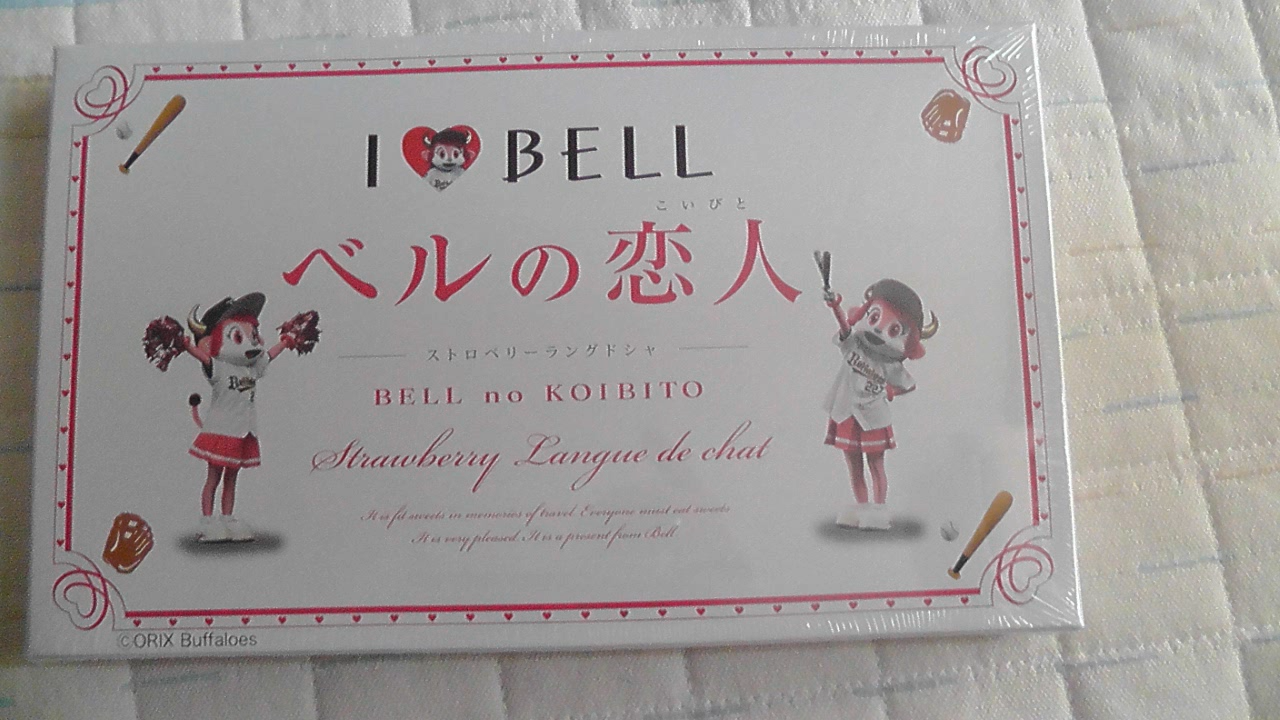 I BELL
こいびと
ベルの恋人
ストロベリーラングドシャ
BELL no KOIBITO
Strawberry Langue de chat
It is fit sweets in memories of travel. Everyone must eat sweets
It is very pleased. It is a present from Bell.
©ORIX Buffaloes